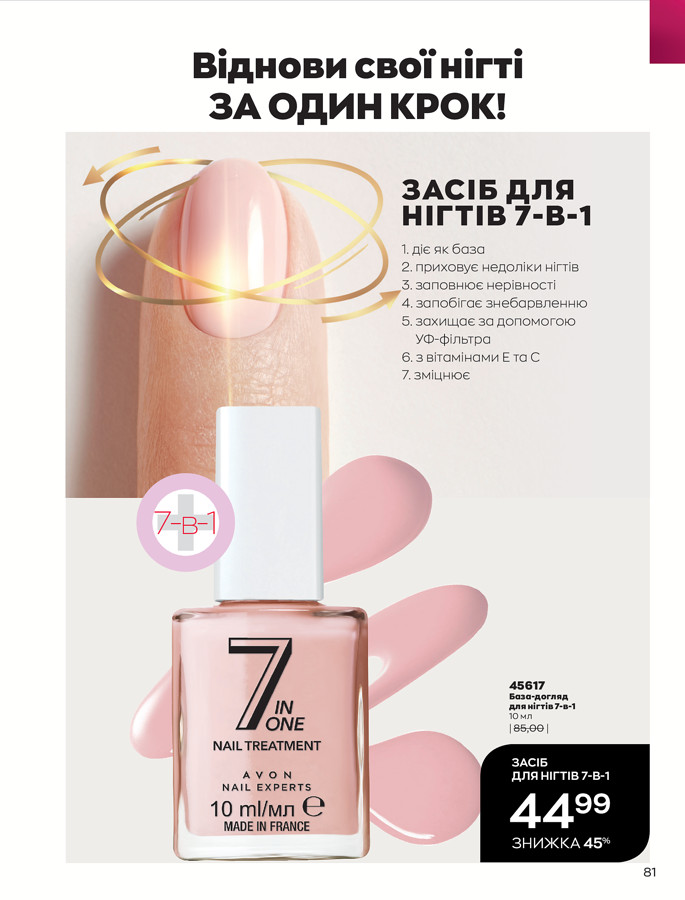 Віднови свої нігті
ЗА ОДИН КРОК!
ЗАСІБ ДЛЯ
НІГТІВ 7-В-1
1. діє як база
2. приховує недоліки нігтів
3. заповнює нерівності
4. запобігає знебарвленню
5. захищає за допомогою
УФ-фільтра
6. з вітамінами Е та С
7. зміцнює
7-в-1
7 IN
ONE
NAIL TREATMENT
AVON
NAIL EXPERTS
10 ml/мл ℮
MADE IN FRANCE
45617
База-догляд
для нігтів 7-в-1
10 мл
| 85,00 |
ЗАСІБ
ДЛЯ НІГТІВ 7-В-1
44⁹⁹
ЗНИЖКА 45%
81